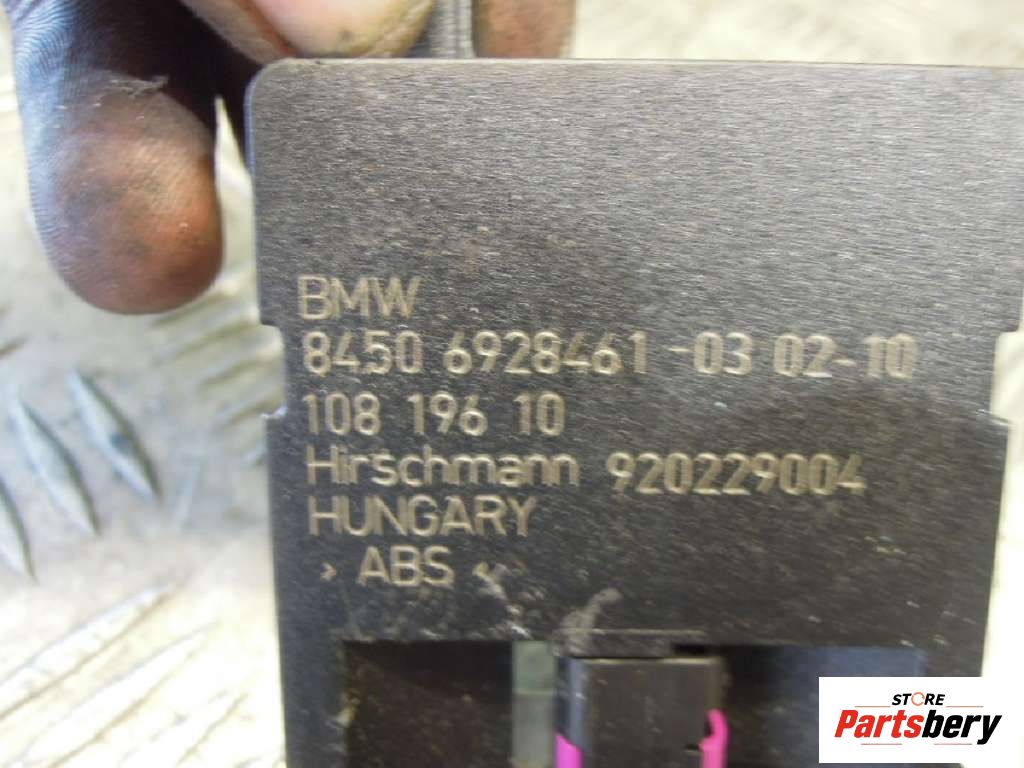 BMW
8450 6928461 -03 02-10
108 196 10
Hirschmann 920229004
HUNGARY
> ABS <
STORE
Partsbery